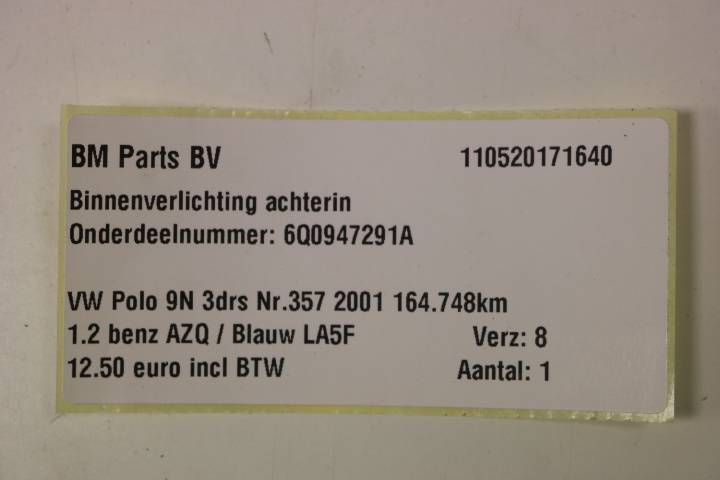 BM Parts BV 110520171640
Binnenverlichting achterin
Onderdeelnummer: 6Q0947291A
VW Polo 9N 3drs Nr.357 2001 164.748km
1.2 benz AZQ / Blauw LA5F Verz: 8
12.50 euro incl BTW Aantal: 1